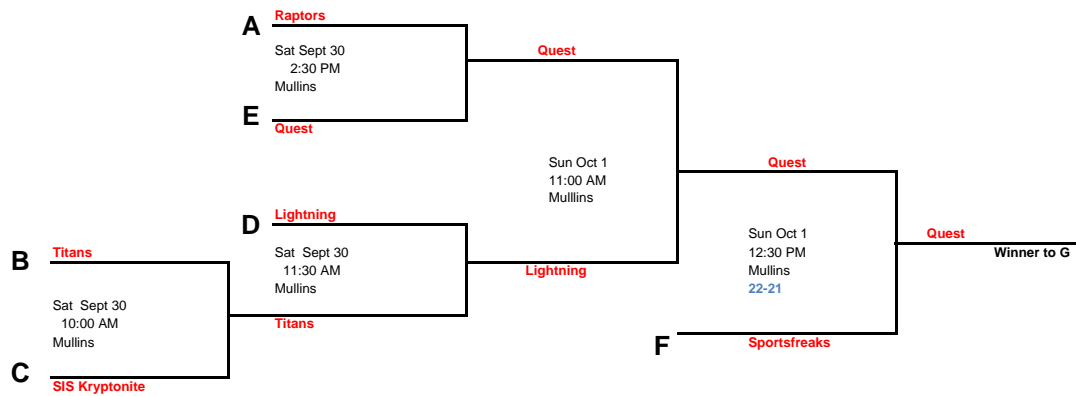 A
Raptors
Sat Sept 30
2:30 PM
Mullins
Quest
E
Quest
Sun Oct 1
11:00 AM
Mulllins
Quest
D
Lightning
Sat  Sept 30
11:30 AM
Mullins
Lightning
Titans
B
Titans
Sat  Sept 30
10:00 AM
Mullins
C
SIS Kryptonite
Sun Oct 1
12:30 PM
Mullins
22-21
Quest
Winner to G
F
Sportsfreaks